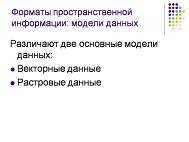 Форматы пространственной
информации: модели данных
Различают две основные модели
данных:
Векторные данные
Растровые данные